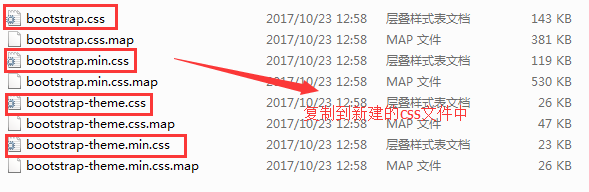 bootstrap.css 2017/10/23 12:58 层叠样式表文档 143 KB
bootstrap.css.map 2017/10/23 12:58 MAP 文件 381 KB
bootstrap.min.css 2017/10/23 12:58 层叠样式表文档 119 KB
bootstrap.min.css.map 2017/10/23 12:58 MAP 文件 530 KB
bootstrap-theme.css 2017/10/23 12:58 层叠样式表文档 26 KB
复制到新建的css文件中
bootstrap-theme.css.map 2017/10/23 12:58 MAP 文件 47 KB
bootstrap-theme.min.css 2017/10/23 12:58 层叠样式表文档 23 KB
bootstrap-theme.min.css.map 2017/10/23 12:58 MAP 文件 26 KB